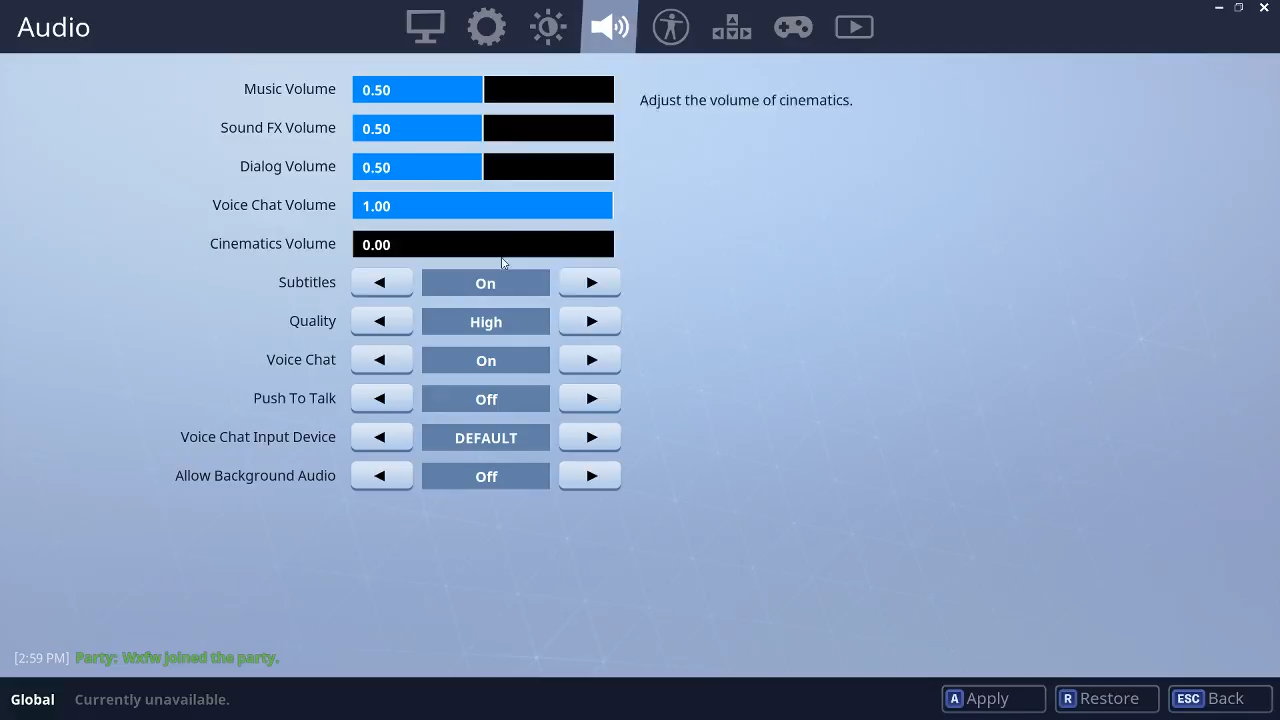 Audio
Music Volume 0.50
Adjust the volume of cinematics.
Sound FX Volume 0.50
Dialog Volume 0.50
Voice Chat Volume 1.00
Cinematics Volume 0.00
Subtitles On
Quality High
Voice Chat On
Push To Talk Off
Voice Chat Input Device DEFAULT
Allow Background Audio Off
[2:59 PM] Party: Wxfw joined the party.
Global Currently unavailable. A Apply R Restore ESC Back